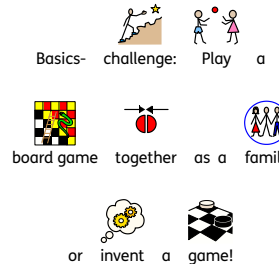 Basics- challenge: Play a
board game together as a famil
or invent a game!